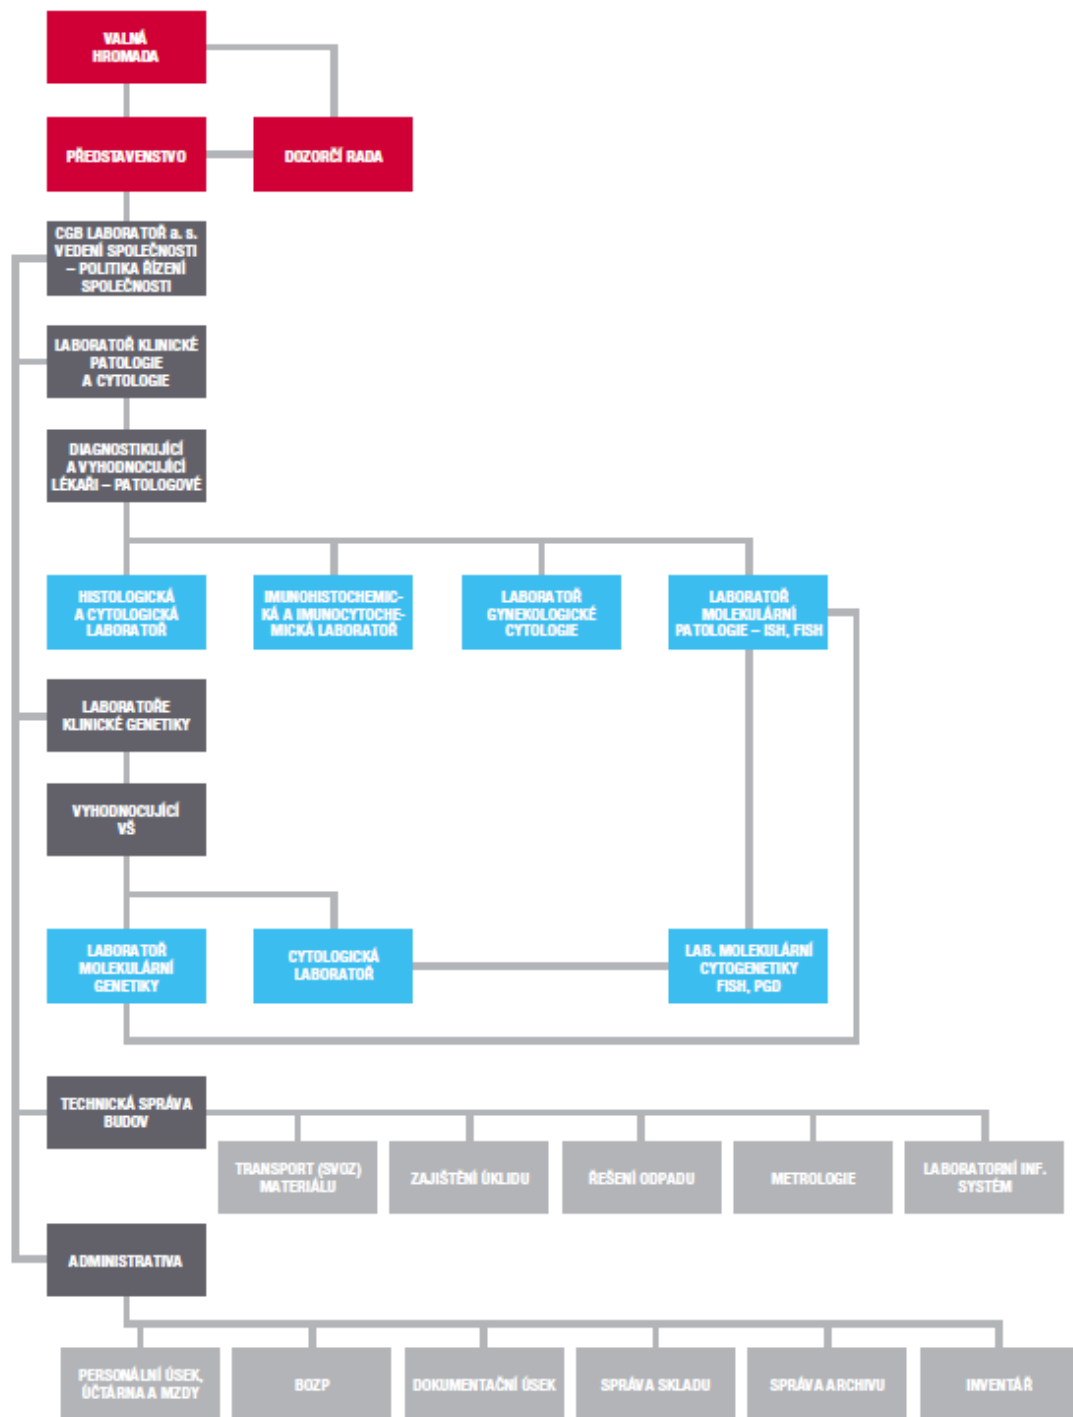 VALNÁ
HROMADA
PŘEDSTAVENSTVO
DOZORČÍ RADA
CGB LABORATOŘ a. s.
VEDENÍ SPOLEČNOSTI
– POLITIKA ŘÍZENÍ
SPOLEČNOSTI
LABORATOŘ KLINICKÉ
PATOLOGIE
A CYTOLOGIE
DIAGNOSTIKUJÍCÍ
A VYHODNOCUJÍCÍ
LÉKAŘI – PATOLOGOVÉ
HISTOLOGICKÁ
A CYTOLOGICKÁ
LABORATOŘ
IMUNOHISTOCHEMIC-
KÁ A IMUNOCYTOCHE-
MICKÁ LABORATOŘ
LABORATOŘ
GYNEKOLOGICKÉ
CYTOLOGIE
LABORATOŘ
MOLEKULÁRNÍ
PATOLOGIE – ISH, FISH
LABORATOŘE
KLINICKÉ GENETIKY
VYHODNOCUJÍCÍ
VŠ
LABORATOŘ
MOLEKULÁRNÍ
GENETIKY
CYTOLOGICKÁ
LABORATOŘ
LAB. MOLEKULÁRNÍ
CYTOGENETIKY
FISH, PGD
TECHNICKÁ SPRÁVA
BUDOV
TRANSPORT (SVOZ)
MATERIÁLU
ZAJIŠTĚNÍ ÚKLIDU
ŘEŠENÍ ODPADU
METROLOGIE
LABORATORNÍ INF.
SYSTÉM
ADMINISTRATIVA
PERSONÁLNÍ ÚSEK,
ÚČTÁRNA A MZDY
BOZP
DOKUMENTAČNÍ ÚSEK
SPRÁVA SKLADU
SPRÁVA ARCHIVU
INVENTÁŘ